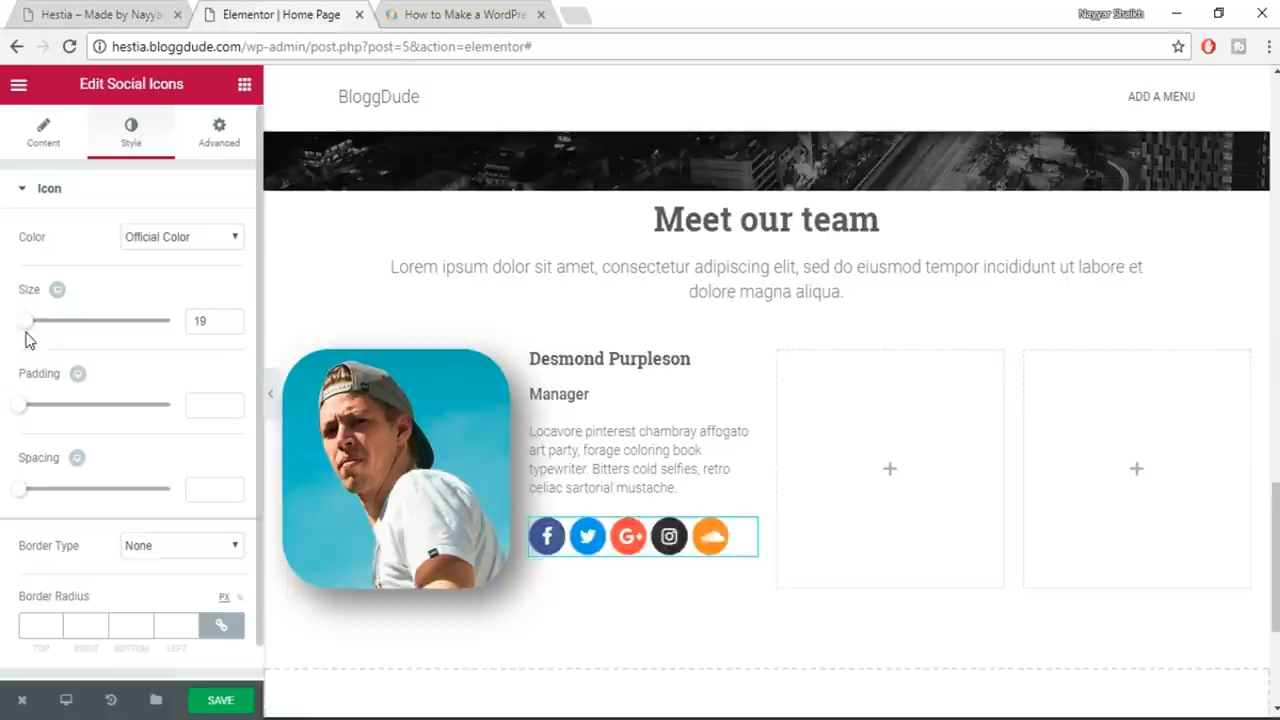 Hestia – Made by Nayya
Elementor | Home Page
How to Make a WordPre
Nayyar Shaikh
hestia.bloggdude.com/wp-admin/post.php?post=5&action=elementor#
Edit Social Icons
Content
Style
Advanced
Icon
Color
Official Color
Size
19
Padding
Spacing
Border Type
None
Border Radius
PX
%
TOP
RIGHT
BOTTOM
LEFT
SAVE
BloggDude
ADD A MENU
Meet our team
Lorem ipsum dolor sit amet, consectetur adipiscing elit, sed do eiusmod tempor incididunt ut labore et
dolore magna aliqua.
Desmond Purpleson
Manager
Locavore pinterest chambray affogato
art party, forage coloring book
typewriter. Bitters cold selfies, retro
celiac sartorial mustache.